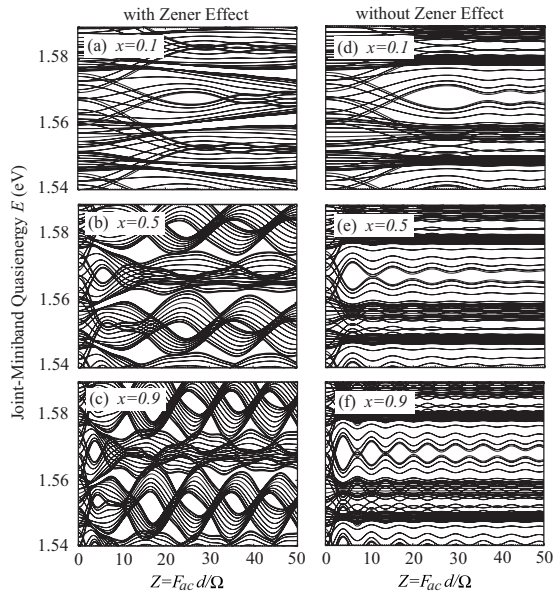 with Zener Effect
without Zener Effect
(a) x=0.1
(d) x=0.1
1.58
1.56
1.54
(b) x=0.5
(e) x=0.5
1.58
1.56
1.54
(c) x=0.9
(f) x=0.9
1.58
1.56
1.54
Joint-Miniband Quasienergy E (eV)
0 10 20 30 40 50
0 10 20 30 40 50
Z=F_ac d/Ω
Z=F_ac d/Ω